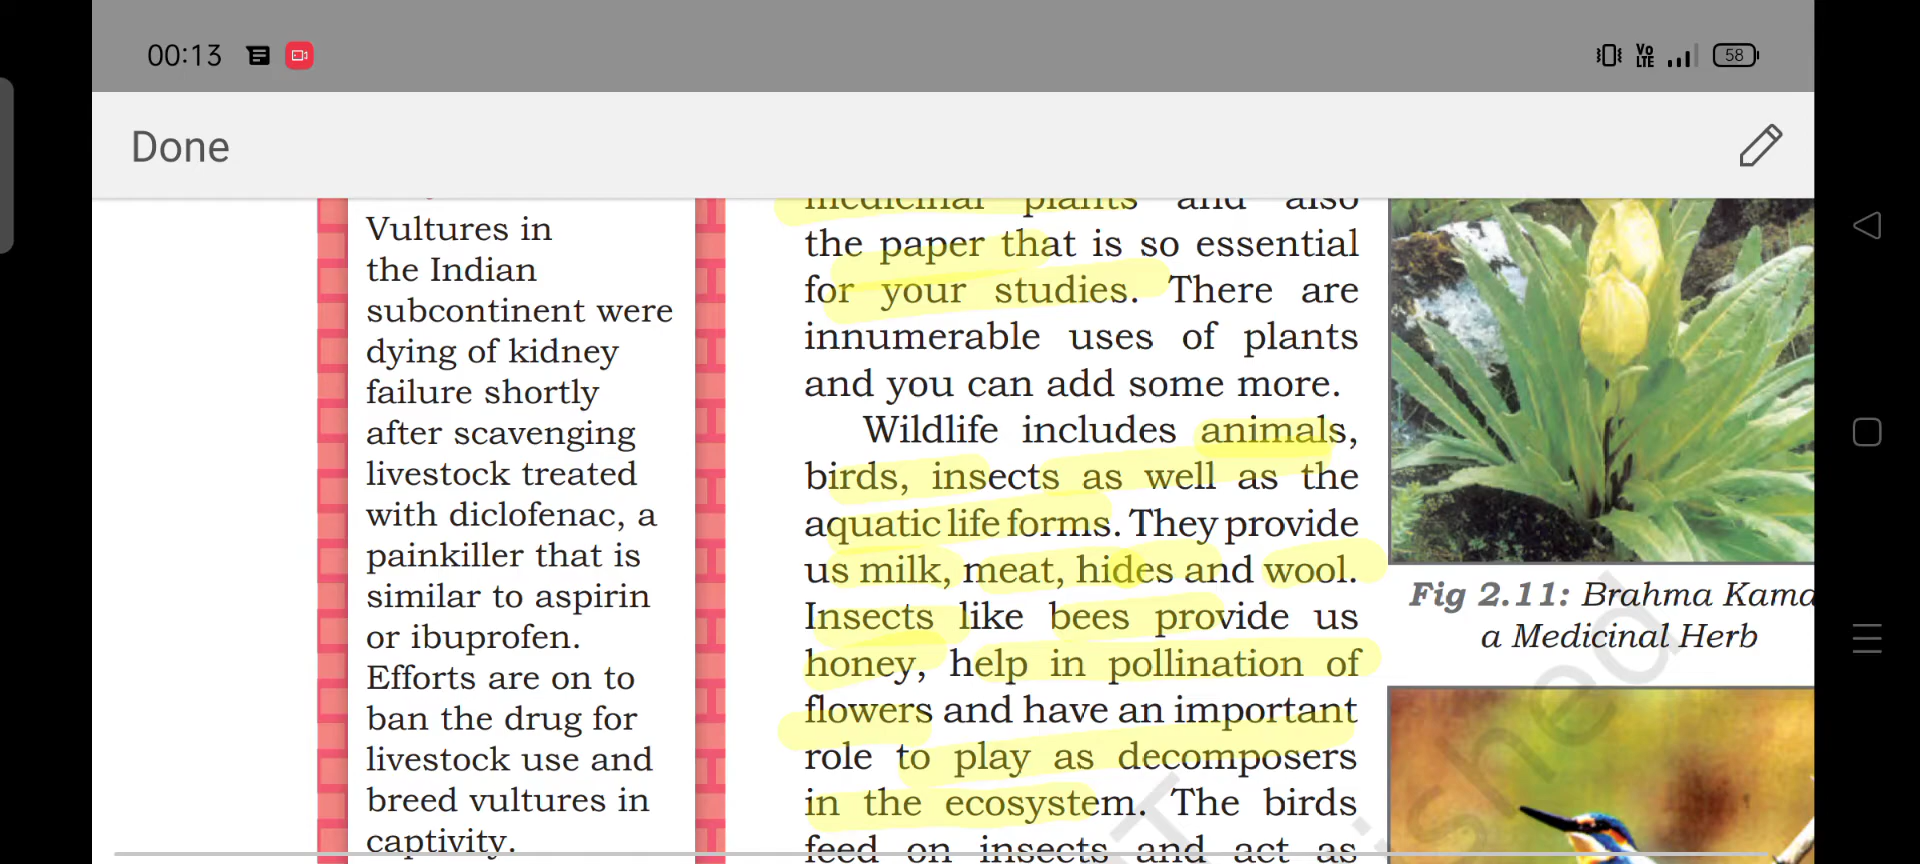 00:13
Vo
LTE
58
Done
Vultures in
the Indian
subcontinent were
dying of kidney
failure shortly
after scavenging
livestock treated
with diclofenac, a
painkiller that is
similar to aspirin
or ibuprofen.
Efforts are on to
ban the drug for
livestock use and
breed vultures in
captivity.
medicinal plants and also
the paper that is so essential
for your studies. There are
innumerable uses of plants
and you can add some more.
Wildlife includes animals,
birds, insects as well as the
aquatic life forms. They provide
us milk, meat, hides and wool.
Insects like bees provide us
honey, help in pollination of
flowers and have an important
role to play as decomposers
in the ecosystem. The birds
feed on insects and act as
Fig 2.11: Brahma Kama
a Medicinal Herb